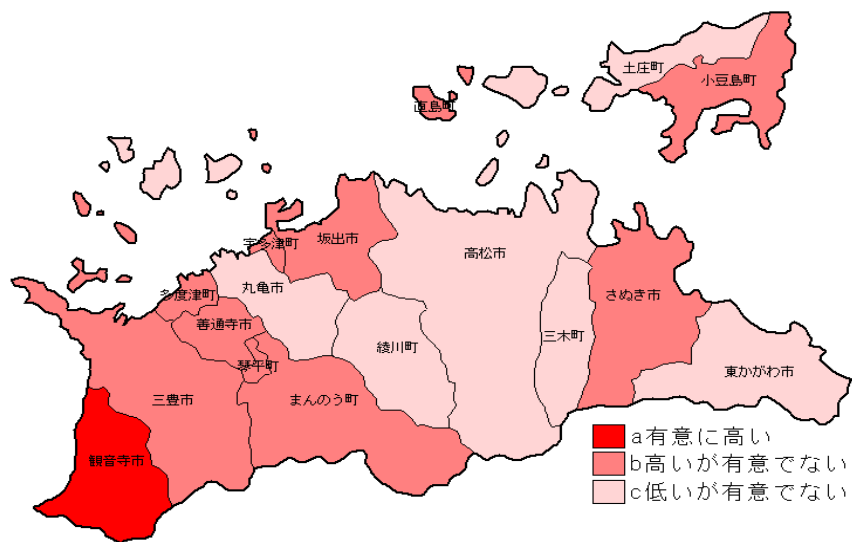 土庄町
小豆島町
直島町
宇多津町
坂出市
高松市
丸亀市
多度津町
さぬき市
善通寺市
綾川町
三木町
琴平町
東かがわ市
三豊市
まんのう町
観音寺市
a有意に高い
b高いが有意でない
c低いが有意でない